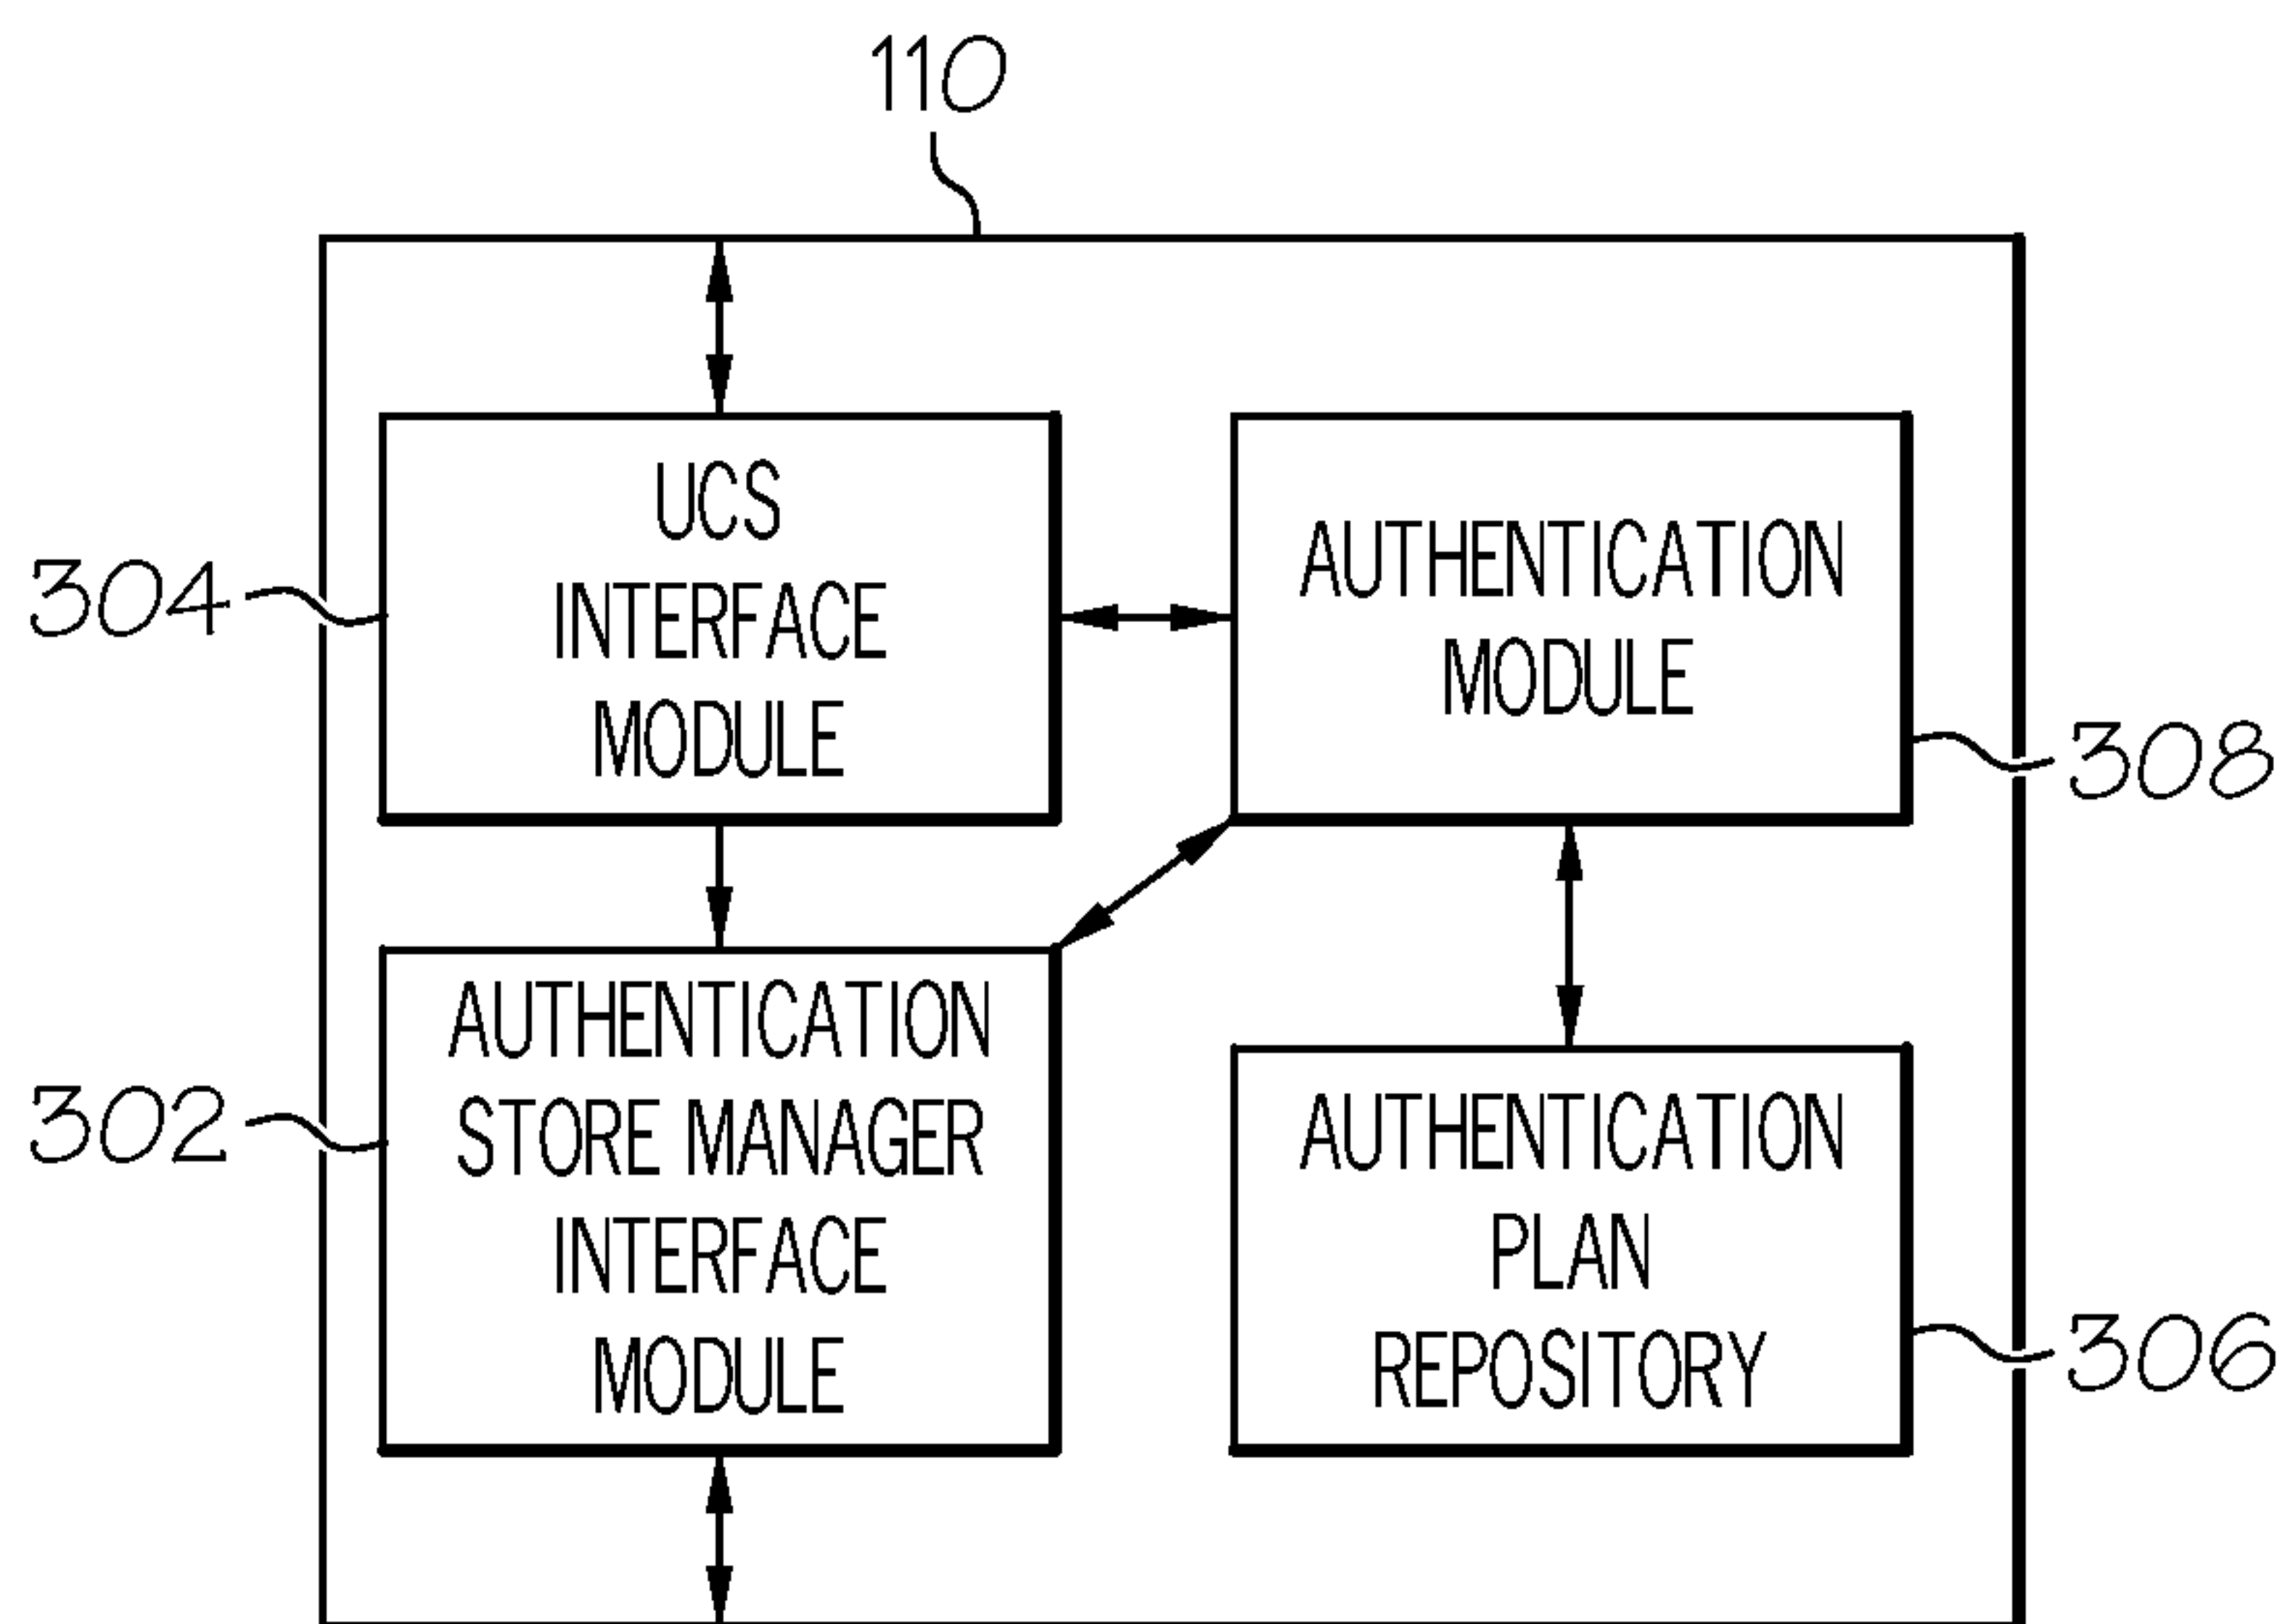 110
UCS
INTERFACE
MODULE
304
AUTHENTICATION
MODULE
308
AUTHENTICATION
STORE MANAGER
INTERFACE
MODULE
302
AUTHENTICATION
PLAN
REPOSITORY
306